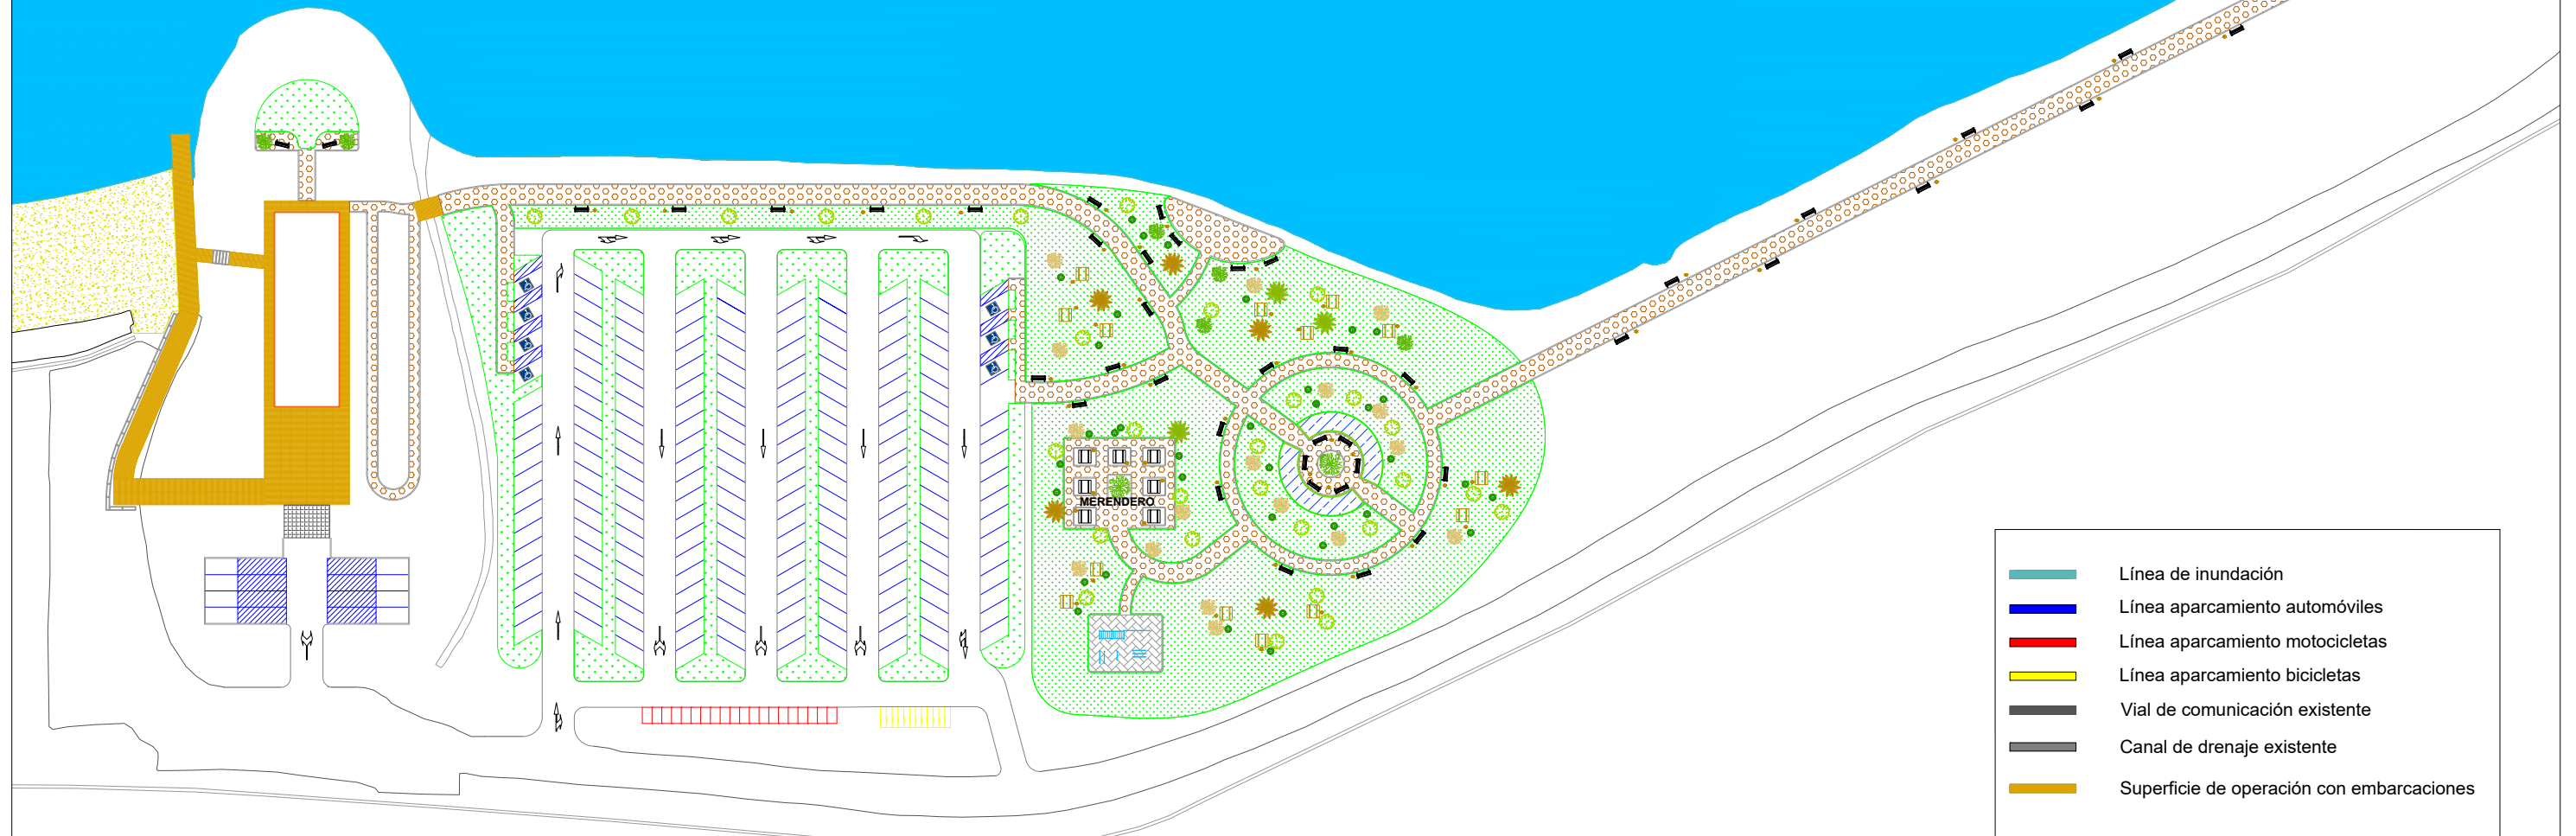 MERENDERO
Línea de inundación
Línea aparcamiento automóviles
Línea aparcamiento motocicletas
Línea aparcamiento bicicletas
Vial de comunicación existente
Canal de drenaje existente
Superficie de operación con embarcaciones